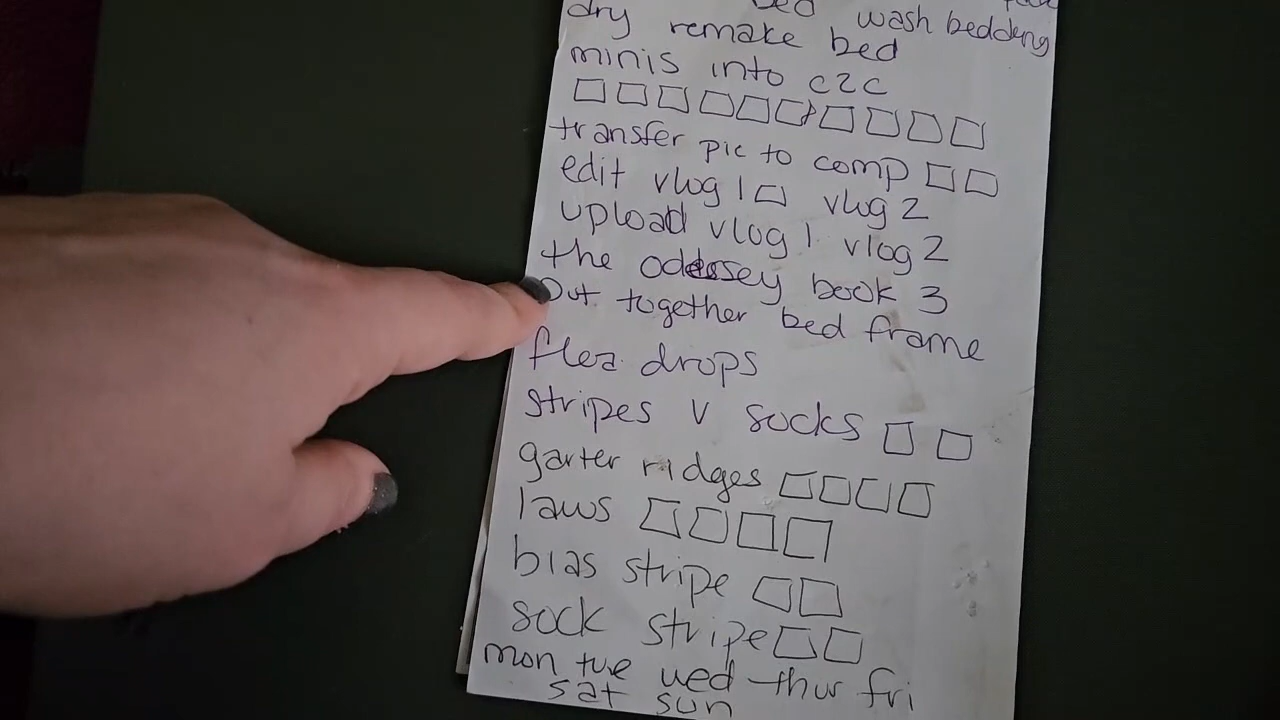 bed
dry remake bed wash bedding
minis into c2c
□ □ □ □ □ □ □ □ □ □
transfer pic to comp □ □
edit vlog 1 □ vlog 2
upload vlog 1 vlog 2
the odessey book 3
Put together bed frame
flea drops
stripes v socks □ □
garter ridges □ □ □ □
laws □ □ □ □
bias stripe □ □
sock stripe □ □
mon tue wed thur fri
sat sun